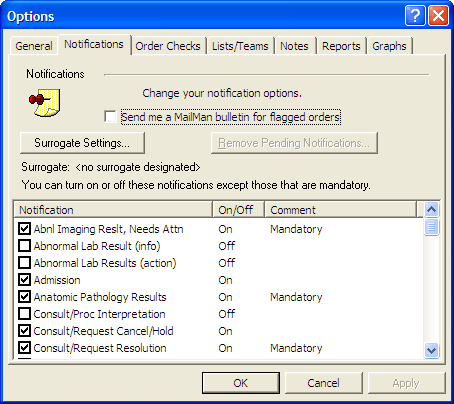 Options
General Notifications Order Checks Lists/Teams Notes Reports Graphs
Notifications
Change your notification options.
Send me a MailMan bulletin for flagged orders
Surrogate Settings... Remove Pending Notifications...
Surrogate: <no surrogate designated>
You can turn on or off these notifications except those that are mandatory.
Notification On/Off Comment
Abnl Imaging Reslt, Needs Attn On Mandatory
Abnormal Lab Result (info) Off
Abnormal Lab Results (action) Off
Admission On
Anatomic Pathology Results On Mandatory
Consult/Proc Interpretation Off
Consult/Request Cancel/Hold On
Consult/Request Resolution On Mandatory
OK Cancel Apply